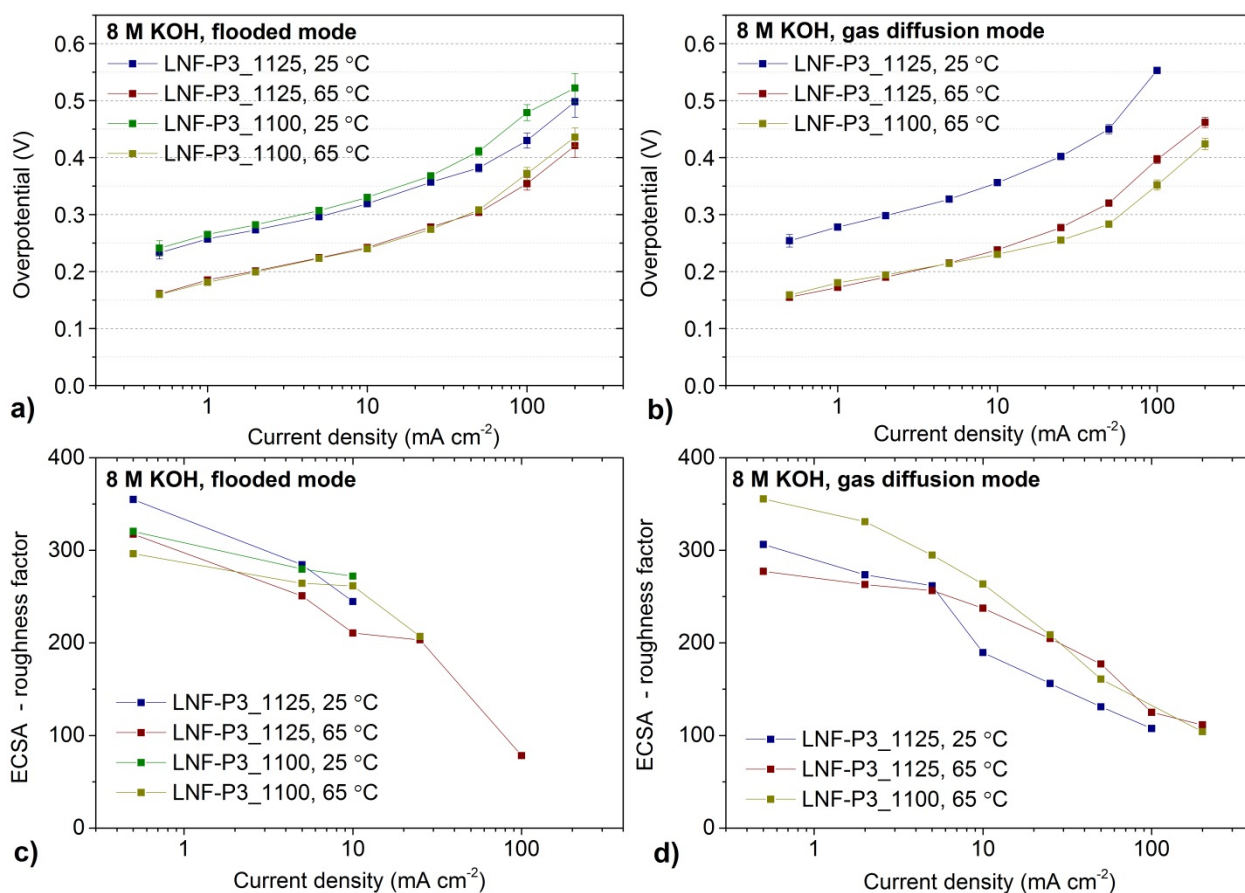 8 M KOH, flooded mode
LNF-P3_1125, 25 °C
LNF-P3_1125, 65 °C
LNF-P3_1100, 25 °C
LNF-P3_1100, 65 °C
Overpotential (V)
0.6
0.5
0.4
0.3
0.2
0.1
0.0
1
10
100
Current density (mA cm-2)
a)
8 M KOH, gas diffusion mode
LNF-P3_1125, 25 °C
LNF-P3_1125, 65 °C
LNF-P3_1100, 65 °C
Overpotential (V)
0.6
0.5
0.4
0.3
0.2
0.1
0.0
1
10
100
Current density (mA cm-2)
b)
8 M KOH, flooded mode
ECSA - roughness factor
400
300
200
100
0
LNF-P3_1125, 25 °C
LNF-P3_1125, 65 °C
LNF-P3_1100, 25 °C
LNF-P3_1100, 65 °C
1
10
100
Current density (mA cm-2)
c)
8 M KOH, gas diffusion mode
ECSA - roughness factor
400
300
200
100
0
LNF-P3_1125, 25 °C
LNF-P3_1125, 65 °C
LNF-P3_1100, 65 °C
1
10
100
Current density (mA cm-2)
d)